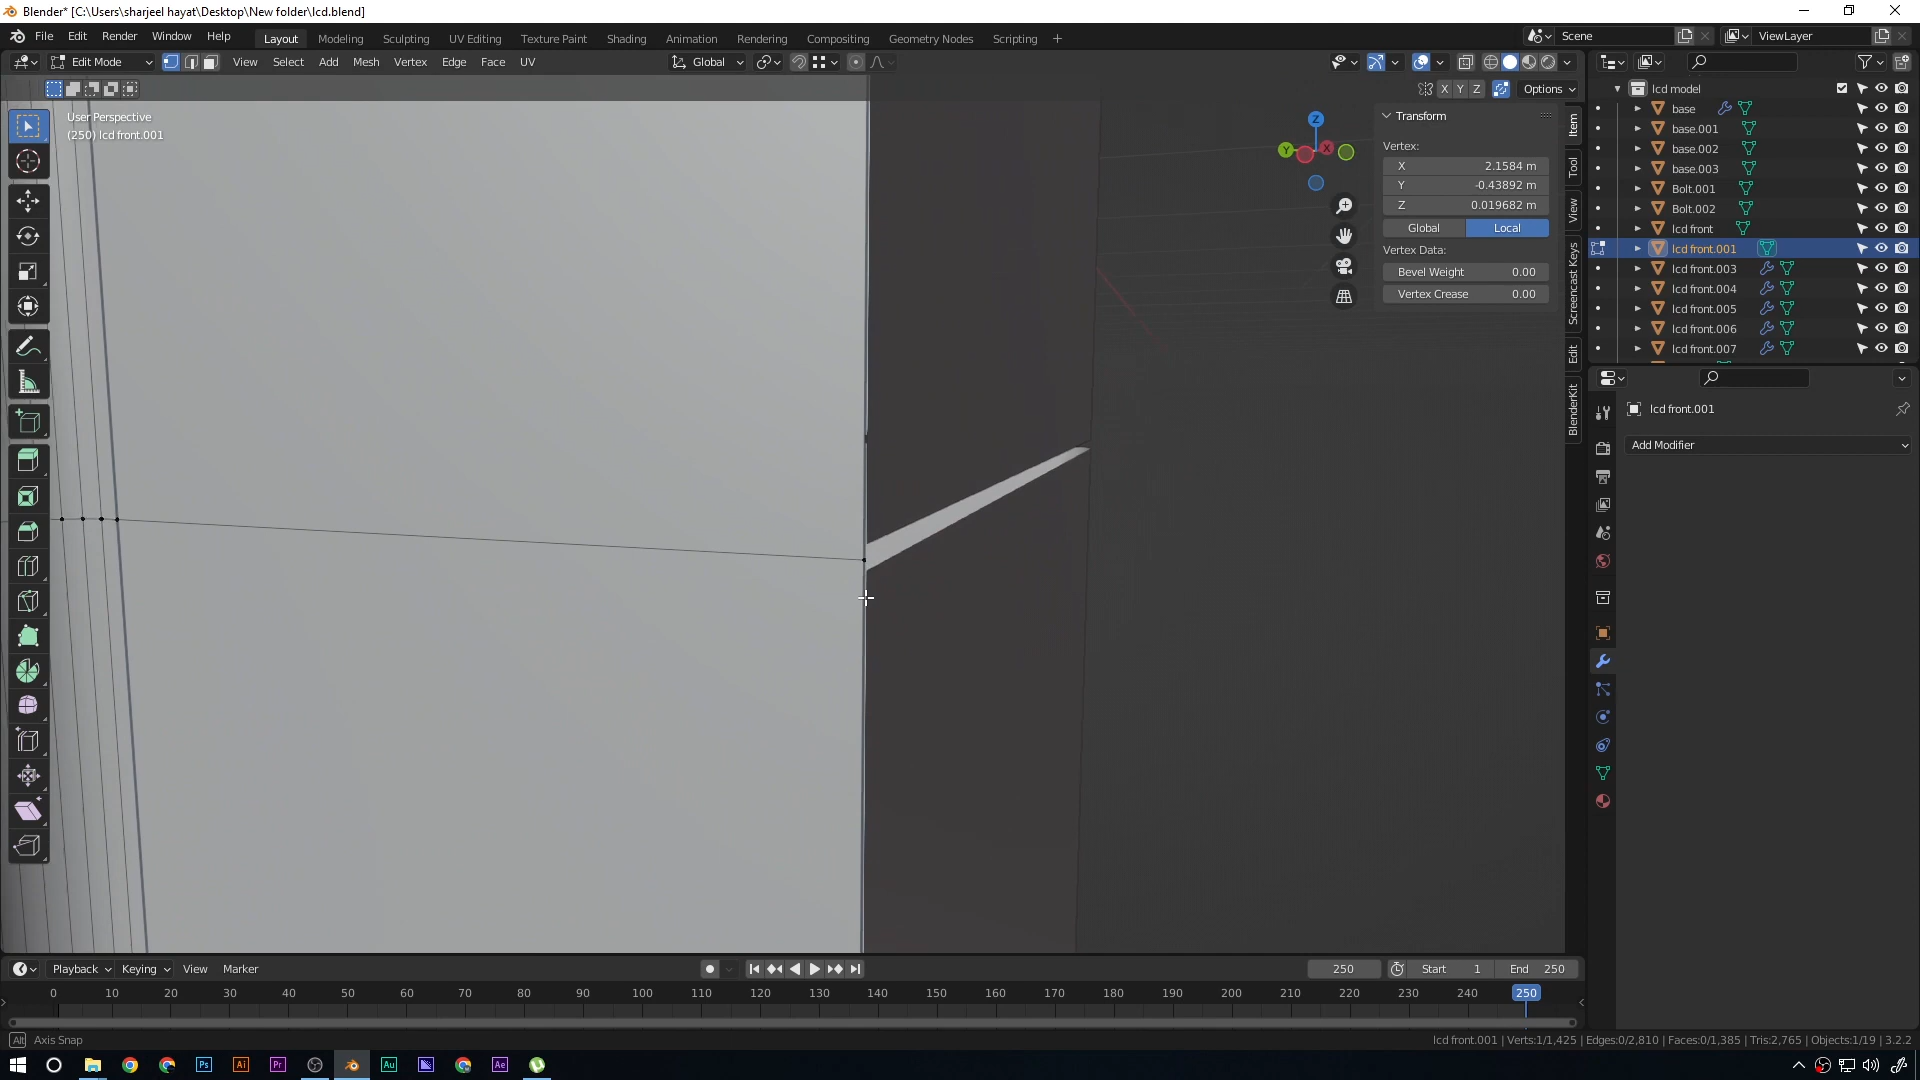 Blender* [C:\Users\sharjeel hayat\Desktop\New folder\lcd.blend]
File Edit Render Window Help Layout Modeling Sculpting UV Editing Texture Paint Shading Animation Rendering Compositing Geometry Nodes Scripting + Scene ViewLayer
Edit Mode View Select Add Mesh Vertex Edge Face UV Global
X Y Z Options
User Perspective
(250) lcd front.001
Z
Y
X
Transform
Vertex:
X 2.1584 m
Y -0.43892 m
Z 0.019682 m
Global Local
Vertex Data:
Bevel Weight 0.00
Vertex Crease 0.00
Item
Tool
View
Screencast Keys
Edit
BlenderKit
lcd model
base
base.001
base.002
base.003
Bolt.001
Bolt.002
lcd front
lcd front.001
lcd front.003
lcd front.004
lcd front.005
lcd front.006
lcd front.007
lcd front.001
Add Modifier
Playback Keying View Marker 250 Start 1 End 250
0 10 20 30 40 50 60 70 80 90 100 110 120 130 140 150 160 170 180 190 200 210 220 230 240 250
Alt Axis Snap lcd front.001 | Verts:1/1,425 | Edges:0/2,810 | Faces:0/1,385 | Tris:2,765 | Objects:1/19 | 3.2.2
Ps Ai Pr Au Ae